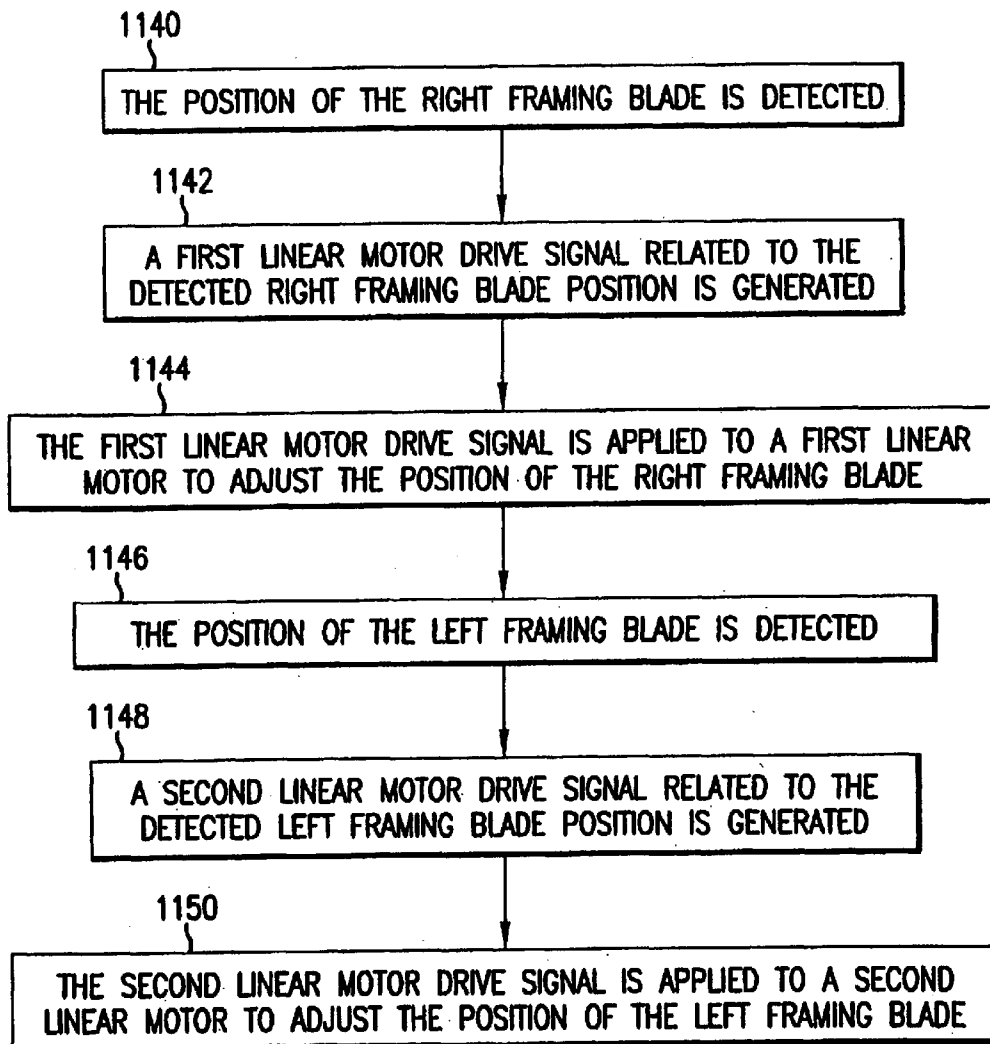 1140
THE POSITION OF THE RIGHT FRAMING BLADE IS DETECTED
1142
A FIRST LINEAR MOTOR DRIVE SIGNAL RELATED TO THE
DETECTED RIGHT FRAMING BLADE POSITION IS GENERATED
1144
THE FIRST LINEAR MOTOR DRIVE SIGNAL IS APPLIED TO A FIRST LINEAR
MOTOR TO ADJUST THE POSITION OF THE RIGHT FRAMING BLADE
1146
THE POSITION OF THE LEFT FRAMING BLADE IS DETECTED
1148
A SECOND LINEAR MOTOR DRIVE SIGNAL RELATED TO THE
DETECTED LEFT FRAMING BLADE POSITION IS GENERATED
1150
THE SECOND LINEAR MOTOR DRIVE SIGNAL IS APPLIED TO A SECOND
LINEAR MOTOR TO ADJUST THE POSITION OF THE LEFT FRAMING BLADE